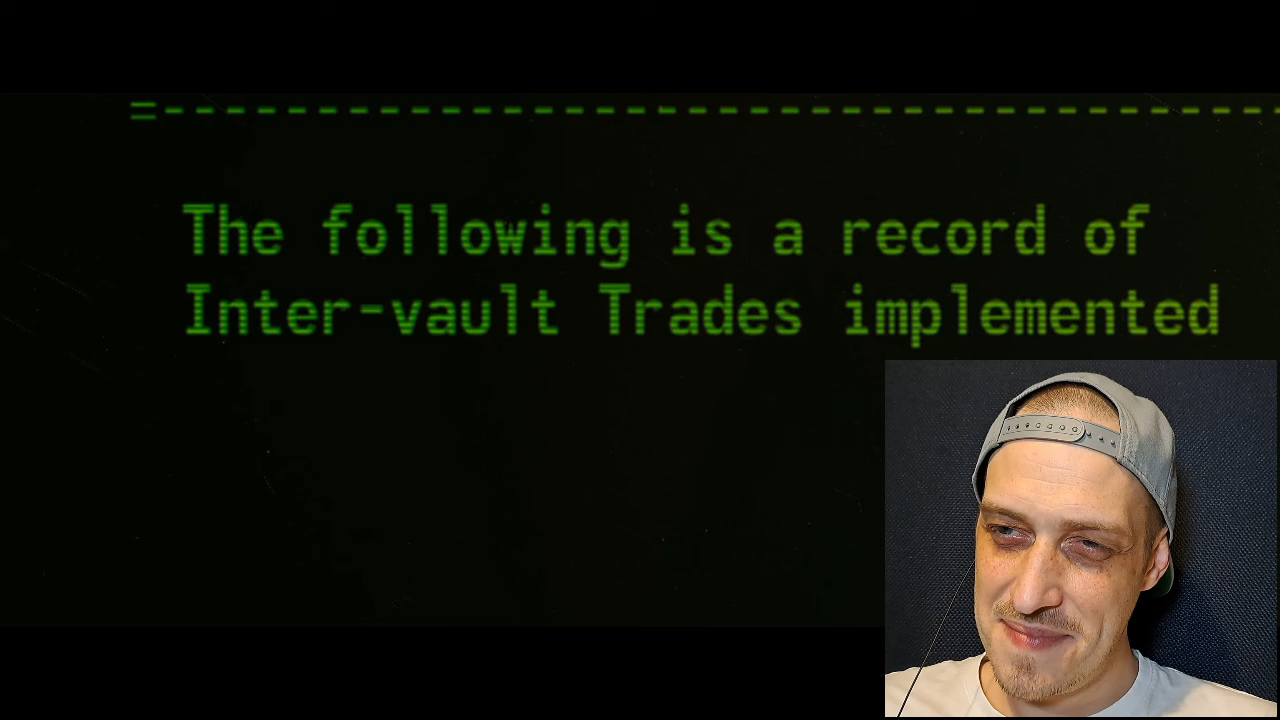 =---------------------------
The following is a record of
Inter-vault Trades implemented